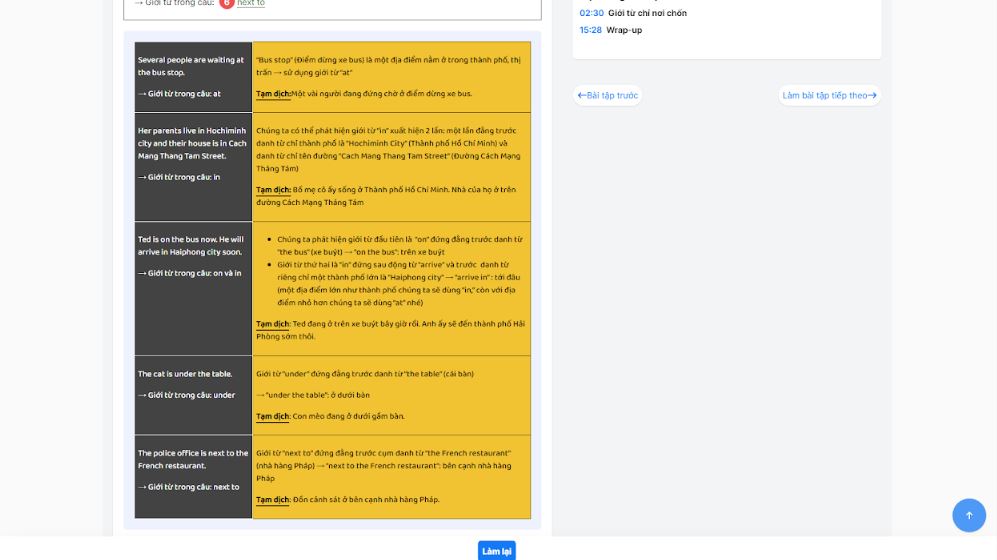 → Giới từ trong câu: 6 next to
Several people are waiting at
the bus stop.
→ Giới từ trong câu: at
"Bus stop" (Điểm dừng xe bus) là một địa điểm nằm ở trong thành phố, thị
trấn → sử dụng giới từ "at"
Tạm dịch:Một vài người đang đứng chờ ở điểm dừng xe bus.
Her parents live in Hochiminh
city and their house is in Cach
Mang Thang Tam Street.
→ Giới từ trong câu: in
Chúng ta có thể phát hiện giới từ "in" xuất hiện 2 lần: một lần đằng trước
danh từ chỉ thành phố là "Hochiminh City" (Thành phố Hồ Chí Minh) và
danh từ chỉ tên đường "Cach Mang Thang Tam Street" (Đường Cách Mạng
Tháng Tám)
Tạm dịch: Bố mẹ cô ấy sống ở Thành phố Hồ Chí Minh. Nhà của họ ở trên
đường Cách Mạng Tháng Tám
Ted is on the bus now. He will
arrive in Haiphong city soon.
→ Giới từ trong câu: on và in
• Chúng ta phát hiện giới từ đầu tiên là "on" đứng đằng trước danh từ
"the bus" (xe buýt) → "on the bus": trên xe buýt
• Giới từ thứ hai là "in" đứng sau động từ "arrive" và trước danh từ
riêng chỉ một thành phố lớn là "Haiphong city" → "arrive in" : tới đâu
(một địa điểm lớn như thành phố chúng ta sẽ dùng "in," còn với địa
điểm nhỏ hơn chúng ta sẽ dùng "at" nhé)
Tạm dịch: Ted đang ở trên xe buýt bây giờ rồi. Anh ấy sẽ đến thành phố Hải
Phòng sớm thôi.
The cat is under the table.
→ Giới từ trong câu: under
Giới từ "under" đứng đằng trước danh từ "the table" (cái bàn)
→ "under the table": ở dưới bàn
Tạm dịch: Con mèo đang ở dưới gầm bàn.
The police office is next to the
French restaurant.
→ Giới từ trong câu: next to
Giới từ "next to" đứng đằng trước cụm danh từ "the French restaurant"
(nhà hàng Pháp) → "next to the French restaurant": bên cạnh nhà hàng
Pháp
Tạm dịch: Đồn cảnh sát ở bên cạnh nhà hàng Pháp.
02:30 Giới từ chỉ nơi chốn
15:28 Wrap-up
←Bài tập trước
Làm bài tập tiếp theo→
Làm lại